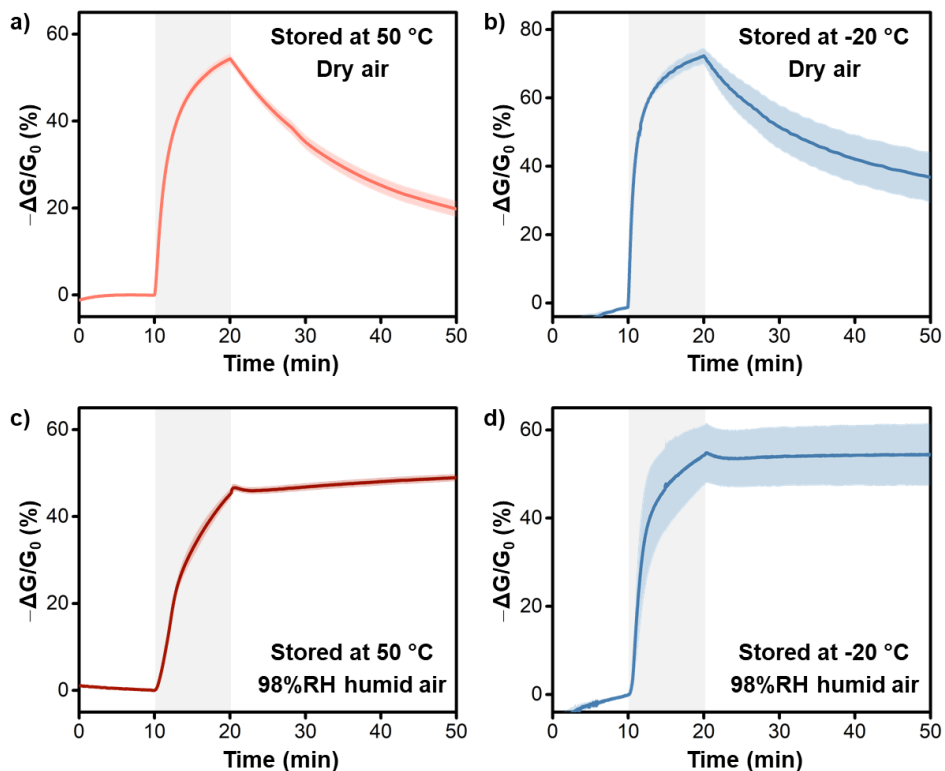 a)
Stored at 50 °C
Dry air
−ΔG/G₀ (%)
60
40
20
0
0 10 20 30 40 50
Time (min)
b)
Stored at -20 °C
Dry air
−ΔG/G₀ (%)
80
60
40
20
0
0 10 20 30 40 50
Time (min)
c)
−ΔG/G₀ (%)
60
40
20
0
Stored at 50 °C
98%RH humid air
0 10 20 30 40 50
Time (min)
d)
−ΔG/G₀ (%)
60
40
20
0
Stored at -20 °C
98%RH humid air
0 10 20 30 40 50
Time (min)